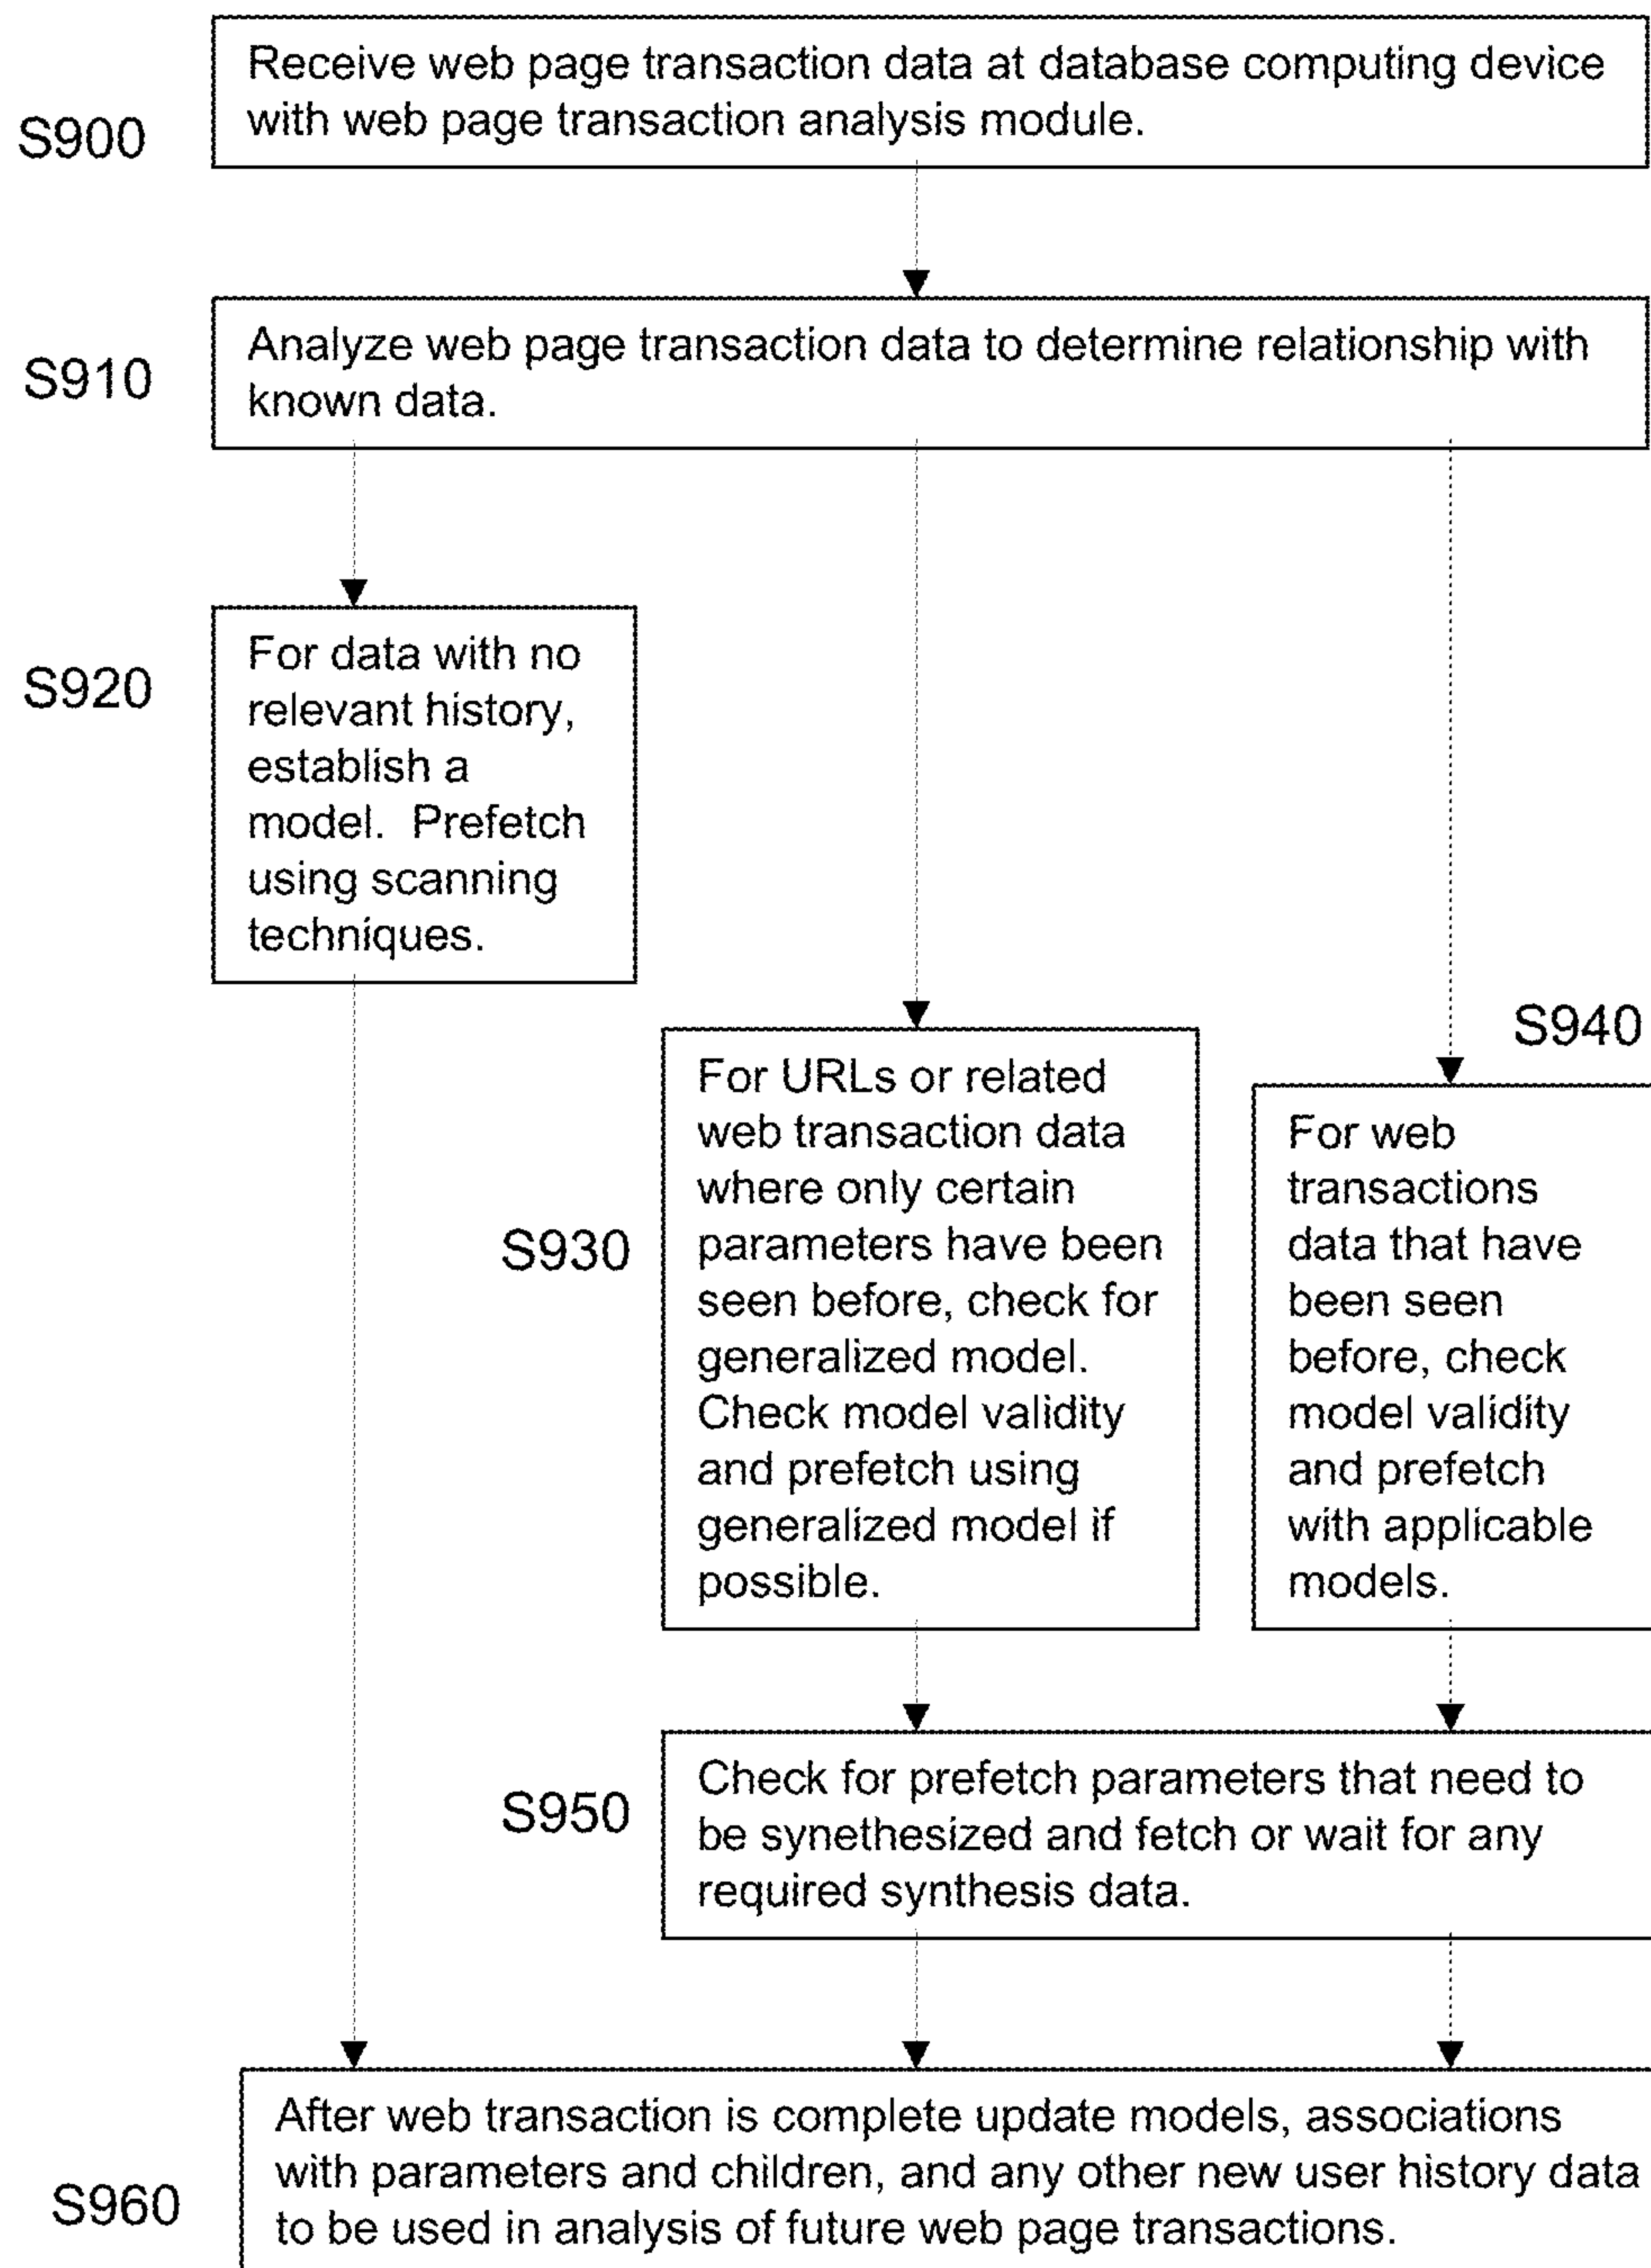 Receive web page transaction data at database computing device
with web page transaction analysis module.
S900
Analyze web page transaction data to determine relationship with
known data.
S910
For data with no
relevant history,
establish a
model. Prefetch
using scanning
techniques.
S920
For URLs or related
web transaction data
where only certain
parameters have been
seen before, check for
generalized model.
Check model validity
and prefetch using
generalized model if
possible.
S930
S940
For web
transactions
data that have
been seen
before, check
model validity
and prefetch
with applicable
models.
Check for prefetch parameters that need to
be synethesized and fetch or wait for any
required synthesis data.
S950
After web transaction is complete update models, associations
with parameters and children, and any other new user history data
to be used in analysis of future web page transactions.
S960